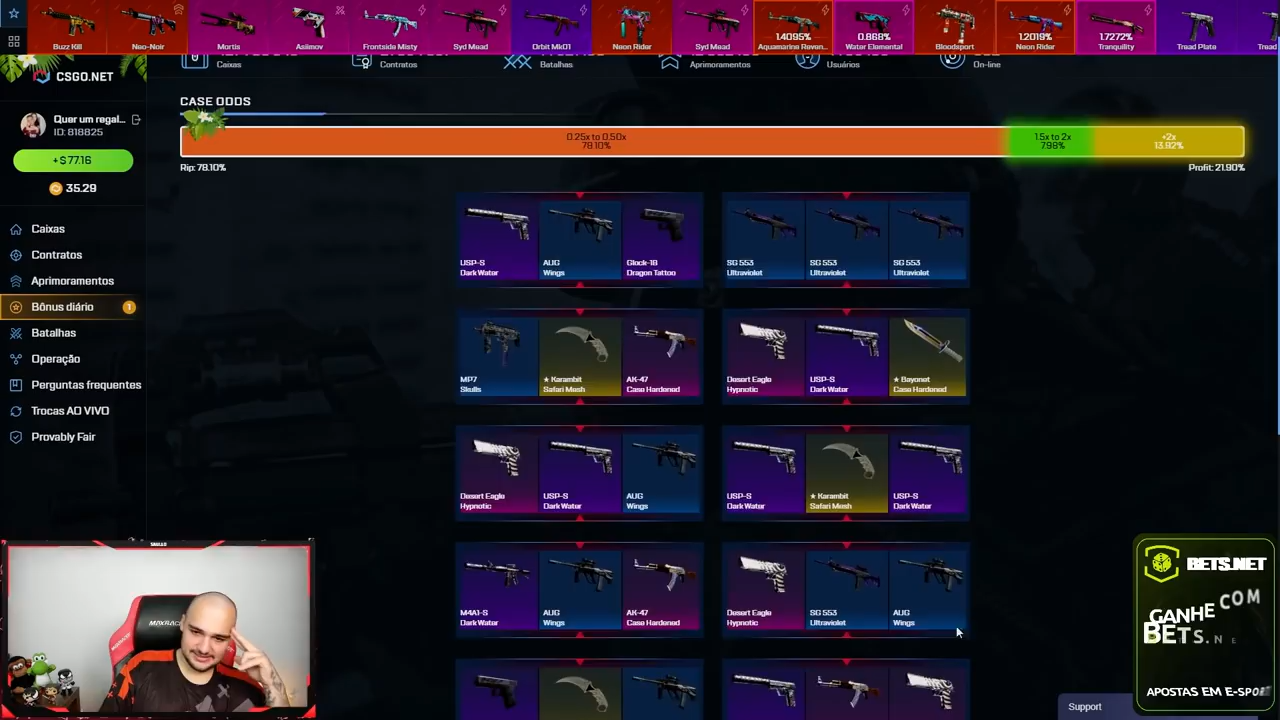 Buzz Kill
Neo-Noir
Mortis
Asiimov
Frontside Misty
Syd Mead
Orbit Mk01
Neon Rider
Syd Mead
1.4095%
Aquamarine Reven...
0.868%
Water Elemental
Bloodsport
1.2019%
Neon Rider
1.7272%
Tranquility
Tread Plate
Tread
CSGO.NET
Caixas
Contratos
Batalhas
Aprimoramentos
Usuários
On-line
Quer um regal...
ID: 818825
+$77.16
35.29
Caixas
Contratos
Aprimoramentos
Bônus diário
1
Batalhas
Operação
Perguntas frequentes
Trocas AO VIVO
Provably Fair
CASE ODDS
0.25x to 0.50x
78.10%
1.5x to 2x
7.98%
+2x
13.92%
Rip: 78.10%
Profit: 21.90%
USP-S
Dark Water
AUG
Wings
Glock-18
Dragon Tattoo
SG 553
Ultraviolet
SG 553
Ultraviolet
SG 553
Ultraviolet
MP7
Skulls
★ Karambit
Safari Mesh
AK-47
Case Hardened
Desert Eagle
Hypnotic
USP-S
Dark Water
★ Bayonet
Case Hardened
Desert Eagle
Hypnotic
USP-S
Dark Water
AUG
Wings
USP-S
Dark Water
★ Karambit
Safari Mesh
USP-S
Dark Water
M4A1-S
Dark Water
AUG
Wings
AK-47
Case Hardened
Desert Eagle
Hypnotic
SG 553
Ultraviolet
AUG
Wings
MAXRACER
BETS.NET
GANHE COM
BETS.NE
APOSTAS EM E-SPOR
Support